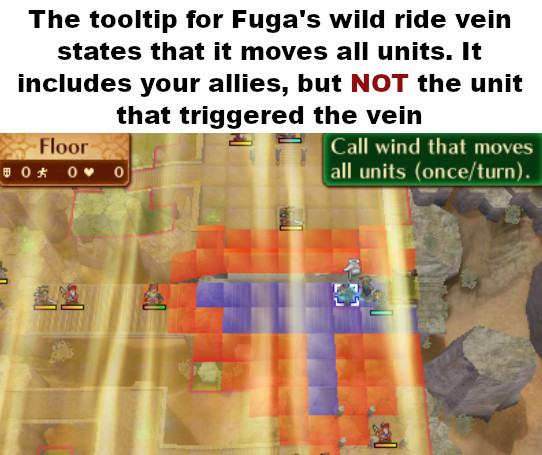 The tooltip for Fuga's wild ride vein
states that it moves all units. It
includes your allies, but NOT the unit
that triggered the vein
Floor
0 0 0
Call wind that moves
all units (once/turn).